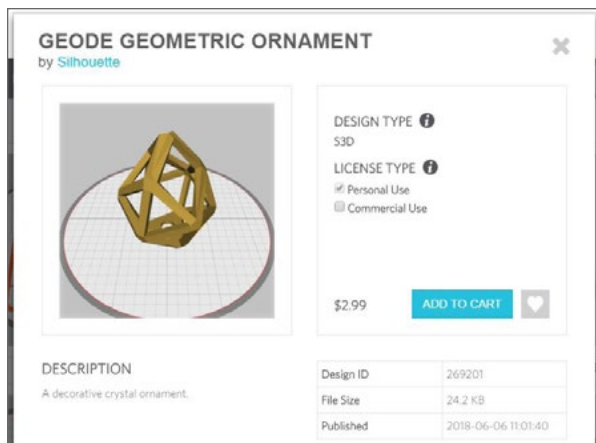 GEODE GEOMETRIC ORNAMENT
by Silhouette
DESIGN TYPE
S3D
LICENSE TYPE
Personal Use
Commercial Use
$2.99
ADD TO CART
DESCRIPTION
A decorative crystal ornament.
Design ID 269201
File Size 24.2 KB
Published 2018-06-06 11:01:40